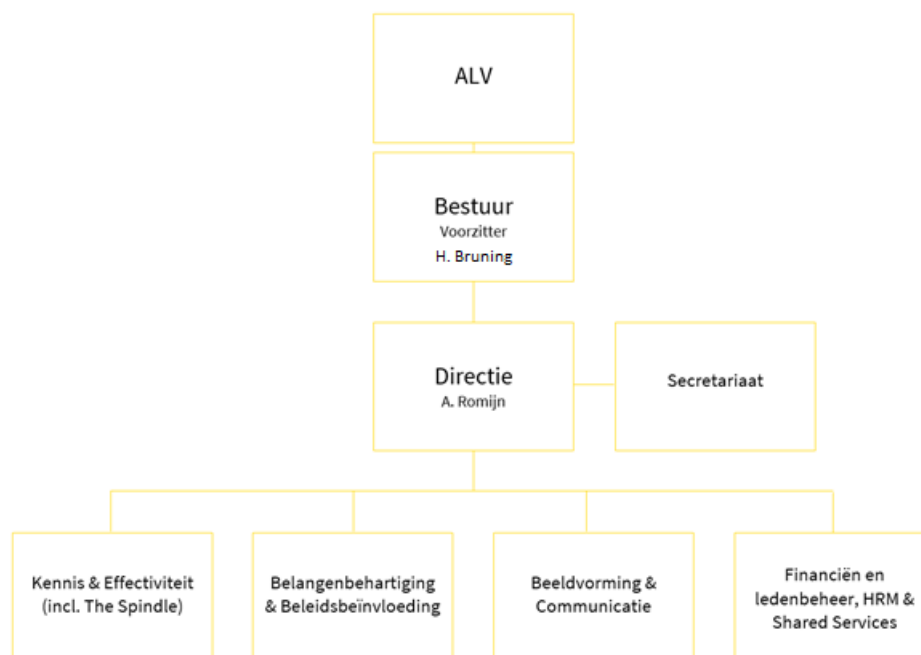 ALV
Bestuur
Voorzitter
H. Bruning
Directie
A. Romijn
Secretariaat
Kennis & Effectiviteit
(incl. The Spindle)
Belangenbehartiging
& Beleidsbeïnvloeding
Beeldvorming &
Communicatie
Financiën en
ledenbeheer, HRM &
Shared Services